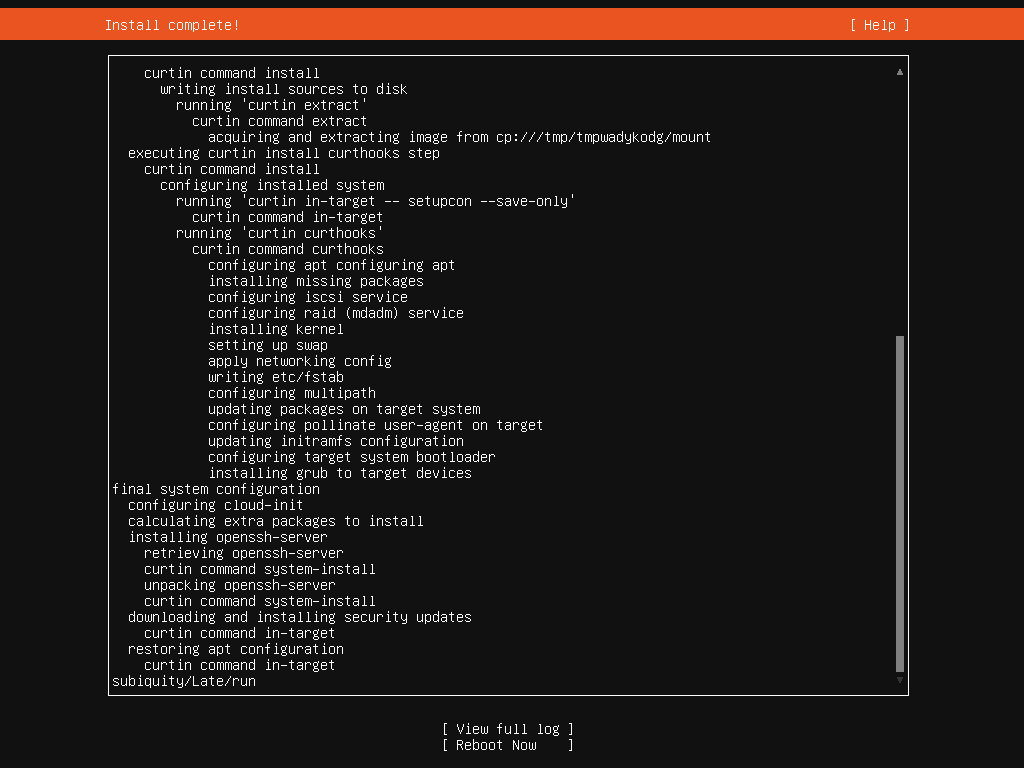 Install complete! [ Help ]
curtin command install
writing install sources to disk
running 'curtin extract'
curtin command extract
acquiring and extracting image from cp:///tmp/tmpwadykodg/mount
executing curtin install curthooks step
curtin command install
configuring installed system
running 'curtin in-target -- setupcon --save-only'
curtin command in-target
running 'curtin curthooks'
curtin command curthooks
configuring apt configuring apt
installing missing packages
configuring iscsi service
configuring raid (mdadm) service
installing kernel
setting up swap
apply networking config
writing etc/fstab
configuring multipath
updating packages on target system
configuring pollinate user-agent on target
updating initramfs configuration
configuring target system bootloader
installing grub to target devices
final system configuration
configuring cloud-init
calculating extra packages to install
installing openssh-server
retrieving openssh-server
curtin command system-install
unpacking openssh-server
curtin command system-install
downloading and installing security updates
curtin command in-target
restoring apt configuration
curtin command in-target
subiquity/Late/run
[ View full log ]
[ Reboot Now ]